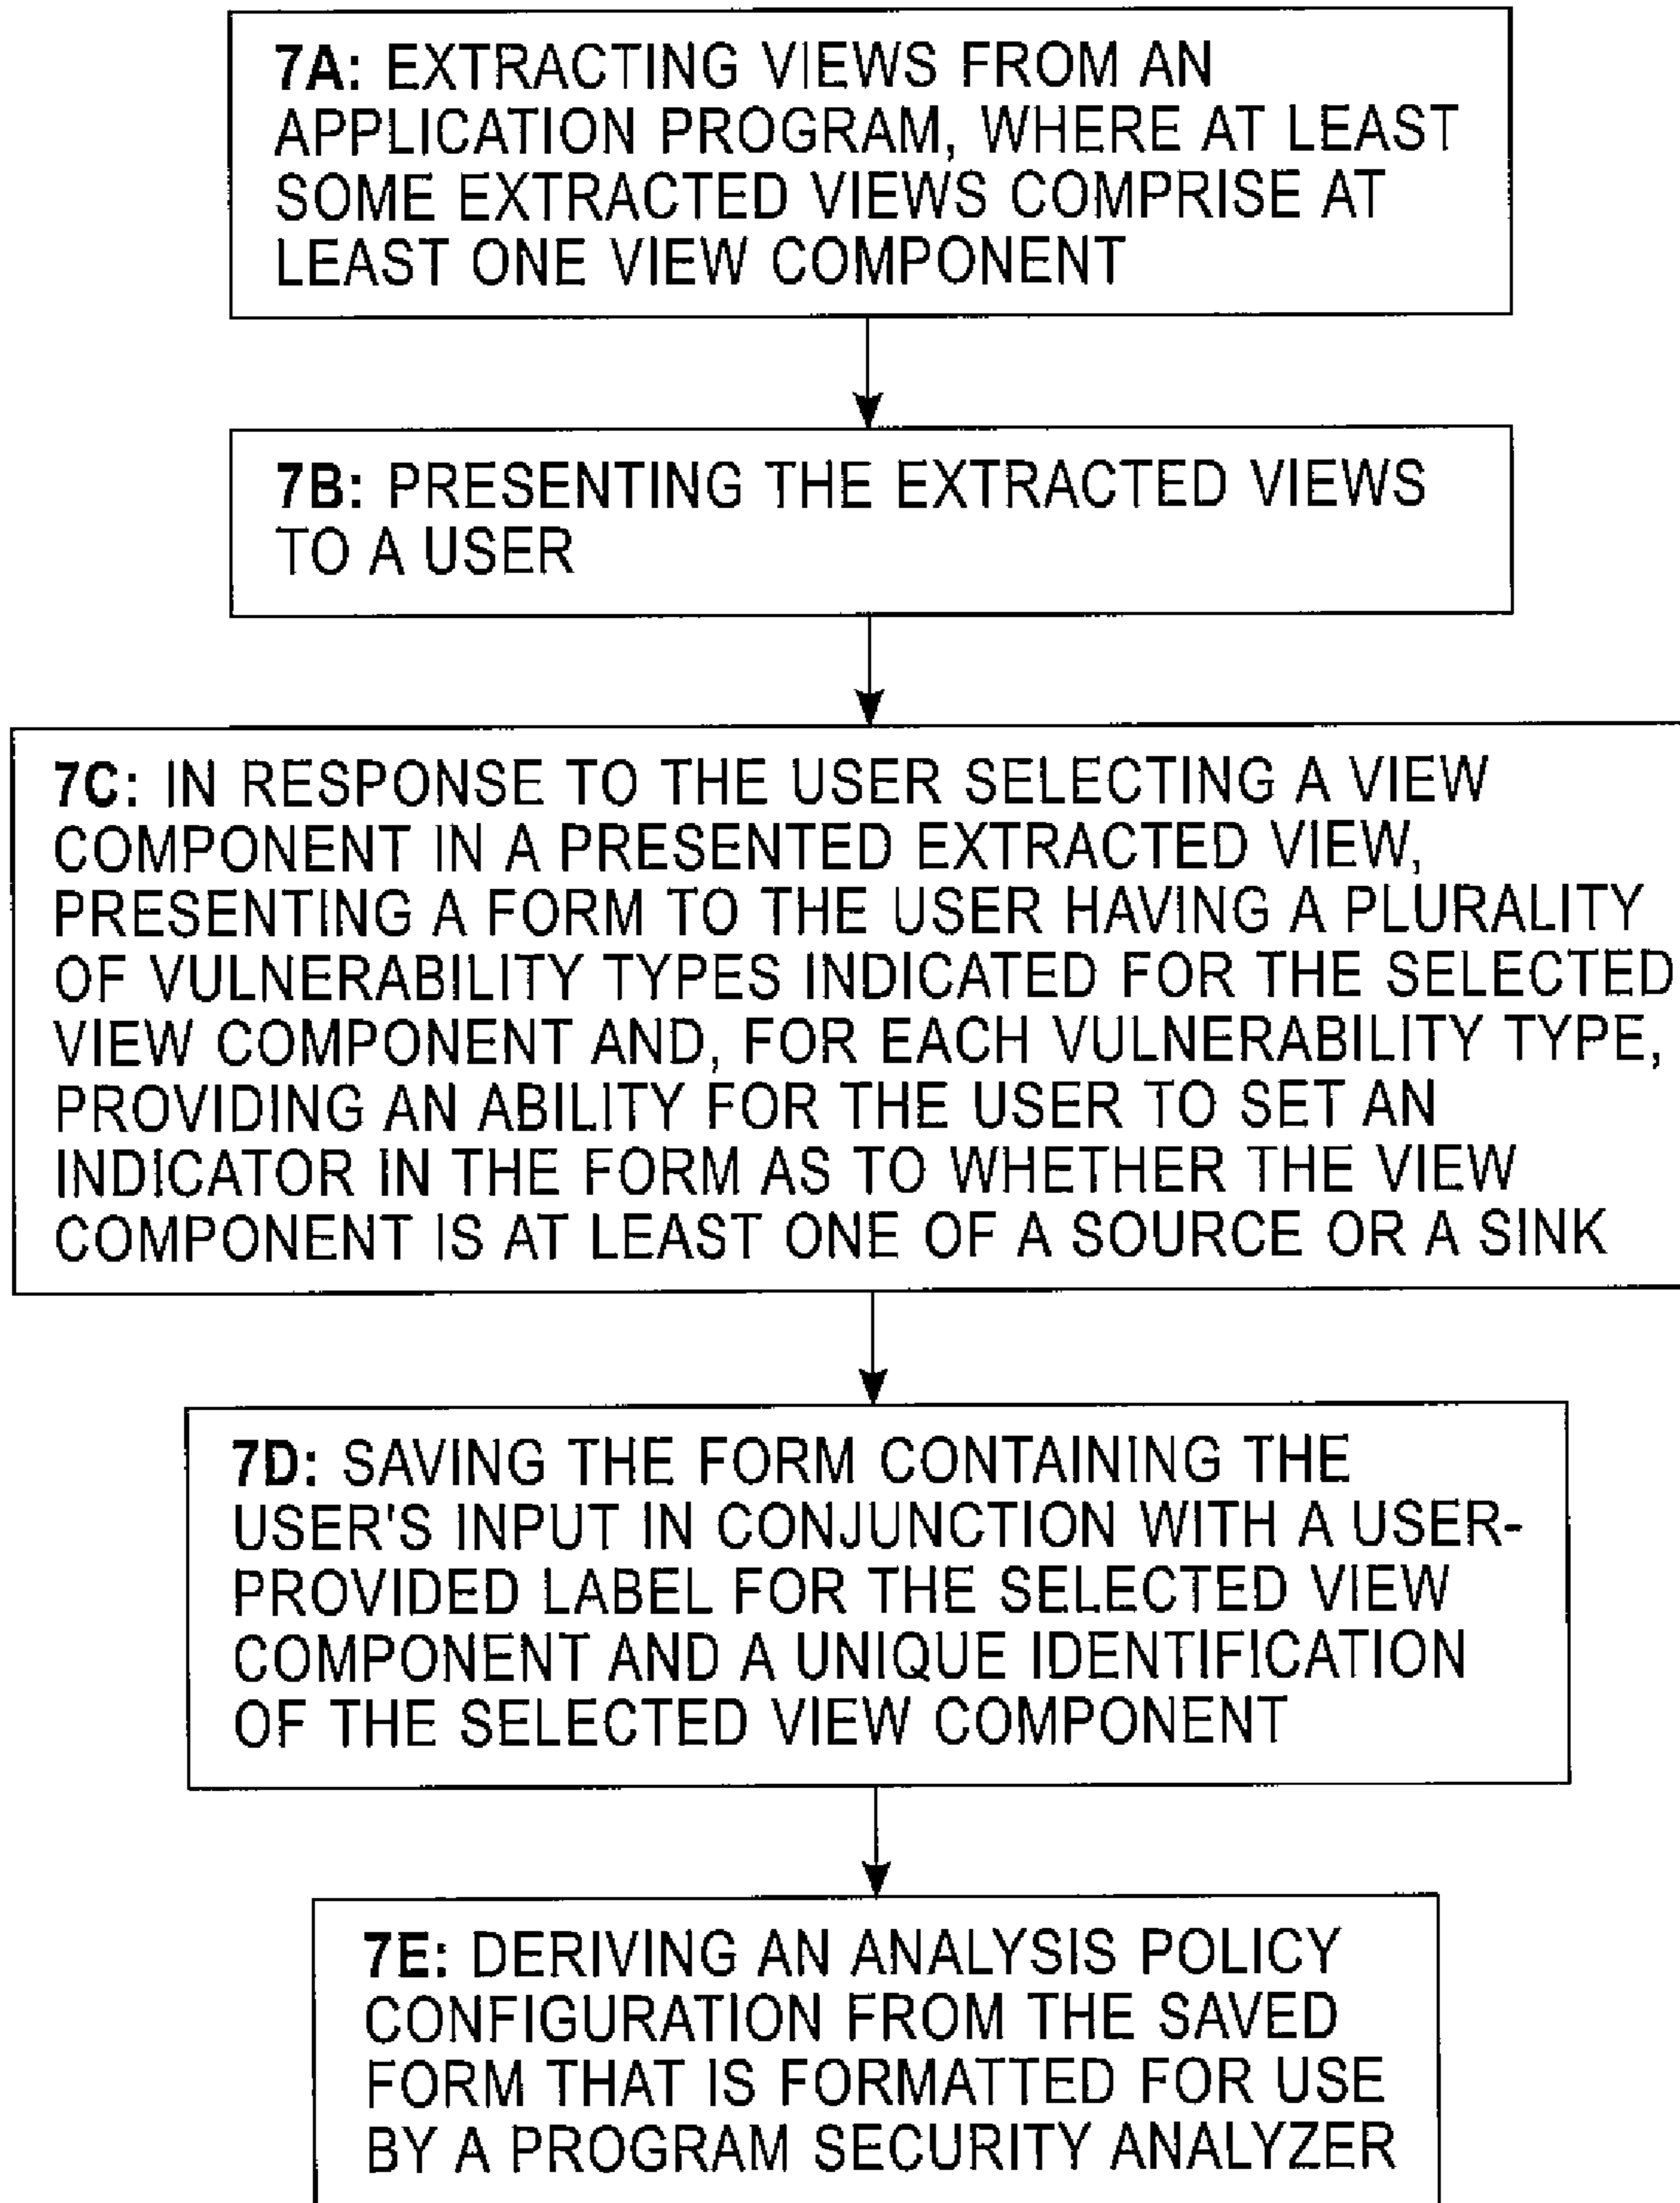 7A: EXTRACTING VIEWS FROM AN
APPLICATION PROGRAM, WHERE AT LEAST
SOME EXTRACTED VIEWS COMPRISE AT
LEAST ONE VIEW COMPONENT
7B: PRESENTING THE EXTRACTED VIEWS
TO A USER
7C: IN RESPONSE TO THE USER SELECTING A VIEW
COMPONENT IN A PRESENTED EXTRACTED VIEW,
PRESENTING A FORM TO THE USER HAVING A PLURALITY
OF VULNERABILITY TYPES INDICATED FOR THE SELECTED
VIEW COMPONENT AND, FOR EACH VULNERABILITY TYPE,
PROVIDING AN ABILITY FOR THE USER TO SET AN
INDICATOR IN THE FORM AS TO WHETHER THE VIEW
COMPONENT IS AT LEAST ONE OF A SOURCE OR A SINK
7D: SAVING THE FORM CONTAINING THE
USER'S INPUT IN CONJUNCTION WITH A USER-
PROVIDED LABEL FOR THE SELECTED VIEW
COMPONENT AND A UNIQUE IDENTIFICATION
OF THE SELECTED VIEW COMPONENT
7E: DERIVING AN ANALYSIS POLICY
CONFIGURATION FROM THE SAVED
FORM THAT IS FORMATTED FOR USE
BY A PROGRAM SECURITY ANALYZER